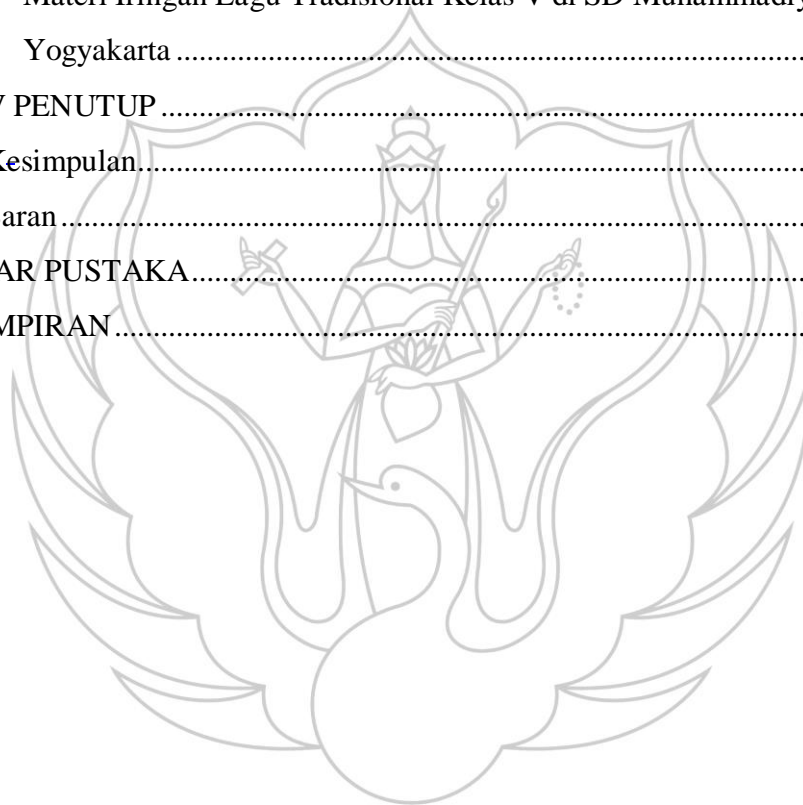 Materi Iringan Lagu Tradisional Kelas V di SD Muhammadiy
Yogyakarta ................................................................................
V PENUTUP ..................................................................................
Kesimpulan..................................................................................
aran ..............................................................................................
AR PUSTAKA..............................................................................
MPIRAN ........................................................................................